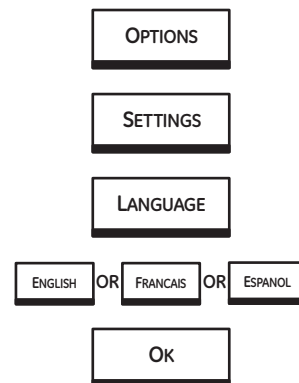 OPTIONS
SETTINGS
LANGUAGE
ENGLISH OR FRANCAIS OR ESPANOL
OK